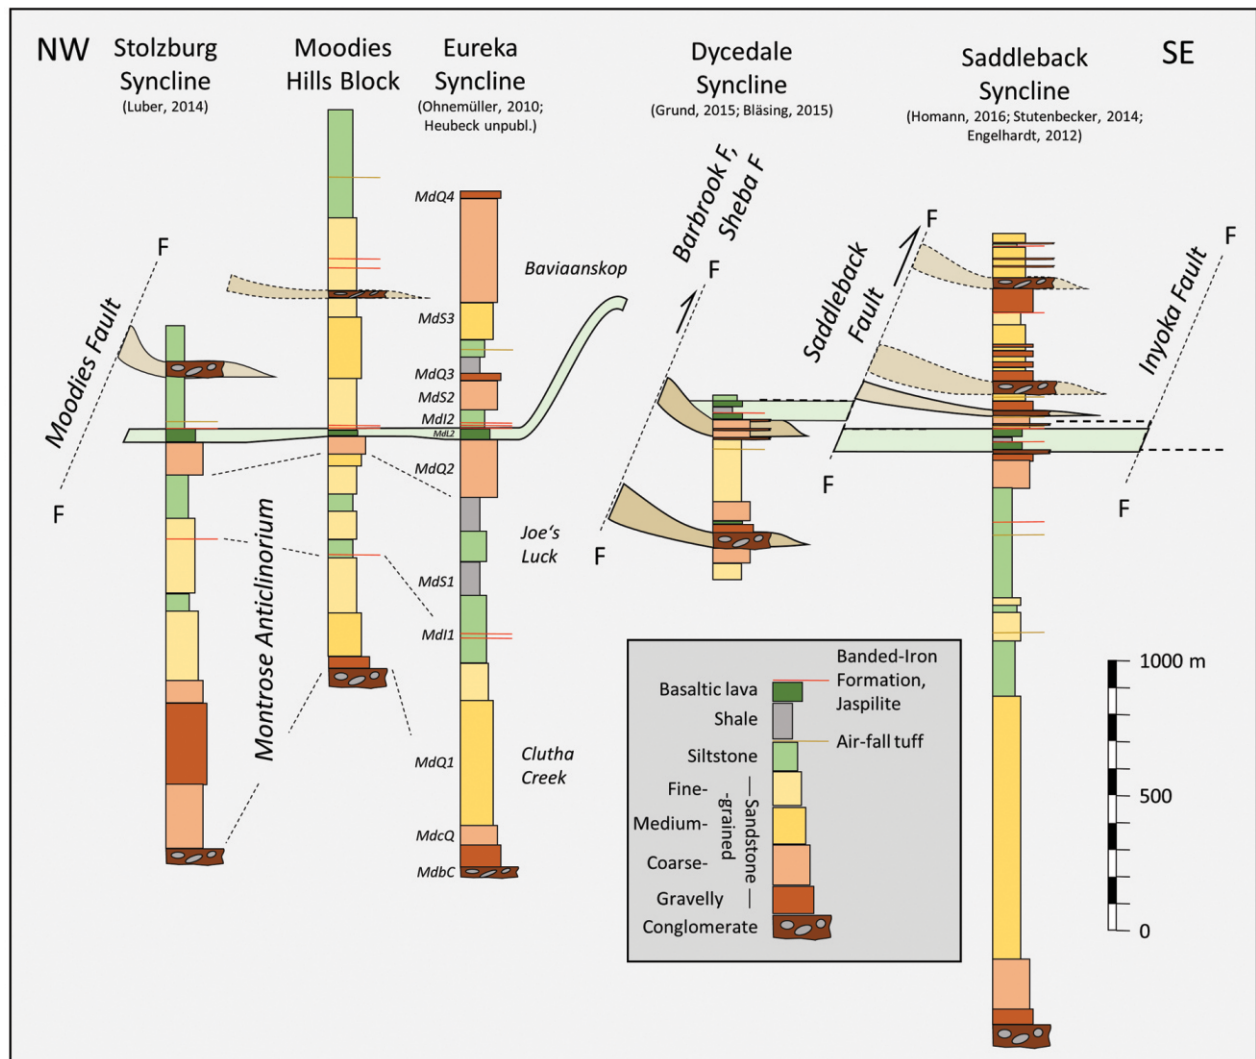 NW
Stolzburg
Syncline
(Luber, 2014)
Moodies
Hills Block
Eureka
Syncline
(Ohnemüller, 2010;
Heubeck unpubl.)
Dycedale
Syncline
(Grund, 2015; Bläsing, 2015)
Saddleback
Syncline
(Homann, 2016; Stutenbecker, 2014;
Engelhardt, 2012)
SE
F
Moodies Fault
F
Montrose Anticlinorium
MdQ4
MdS3
MdQ3
MdS2
MdI2
MdL2
MdQ2
MdS1
MdI1
MdQ1
MdcQ
MdbC
Baviaanskop
Joe's
Luck
Clutha
Creek
Barbrook F,
Sheba F
F
F
Saddleback
Fault
F
F
Inyoka Fault
F
F
Basaltic lava
Shale
Siltstone
Fine-
Medium-
Coarse-
Gravelly
Conglomerate
-grained
Sandstone
Banded-Iron
Formation,
Jaspilite
Air-fall tuff
1000 m
500
0